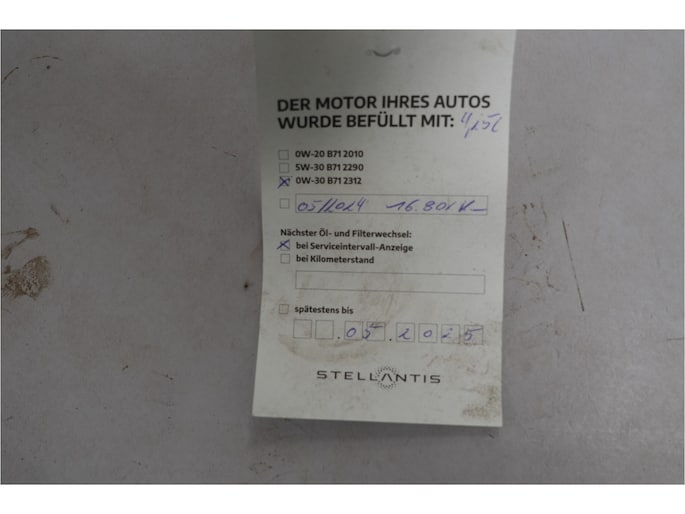 DER MOTOR IHRES AUTOS
WURDE BEFÜLLT MIT: 4,25l
0W-20 B71 2010
5W-30 B71 2290
0W-30 B71 2312
05/2024 16.801 K
Nächster Öl- und Filterwechsel:
bei Serviceintervall-Anzeige
bei Kilometerstand
spätestens bis
.05.2025
STELLANTIS